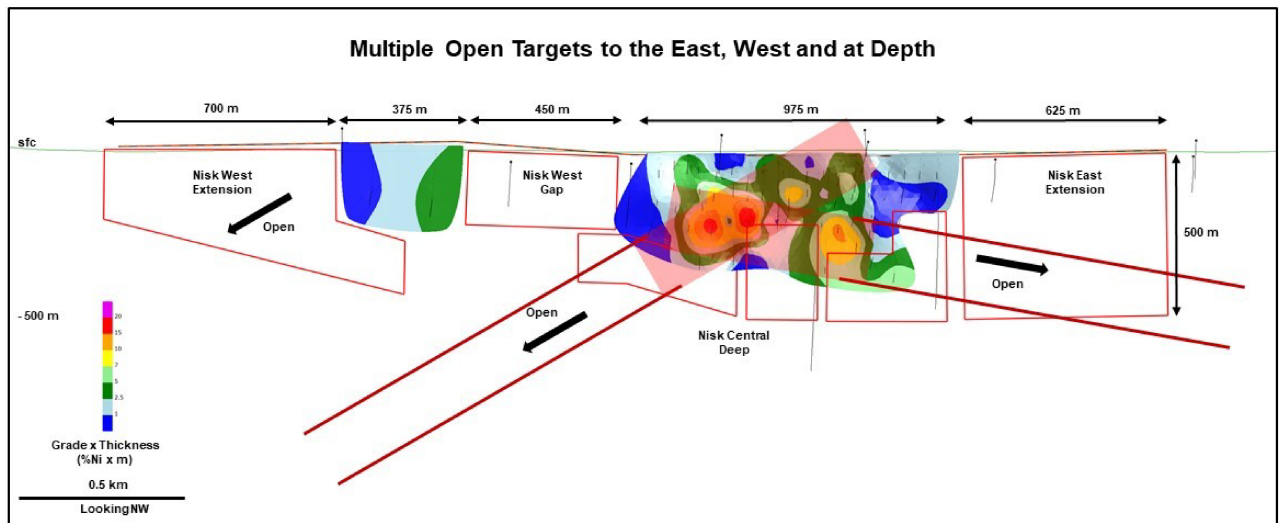 Multiple Open Targets to the East, West and at Depth
700 m
375 m
450 m
975 m
625 m
sfc
Nisk West
Extension
Open
Nisk West
Gap
Nisk East
Extension
Open
500 m
- 500 m
Open
Nisk Central
Deep
20
15
10
7
5
2.5
1
Grade x Thickness
(%Ni x m)
0.5 km
Looking NW